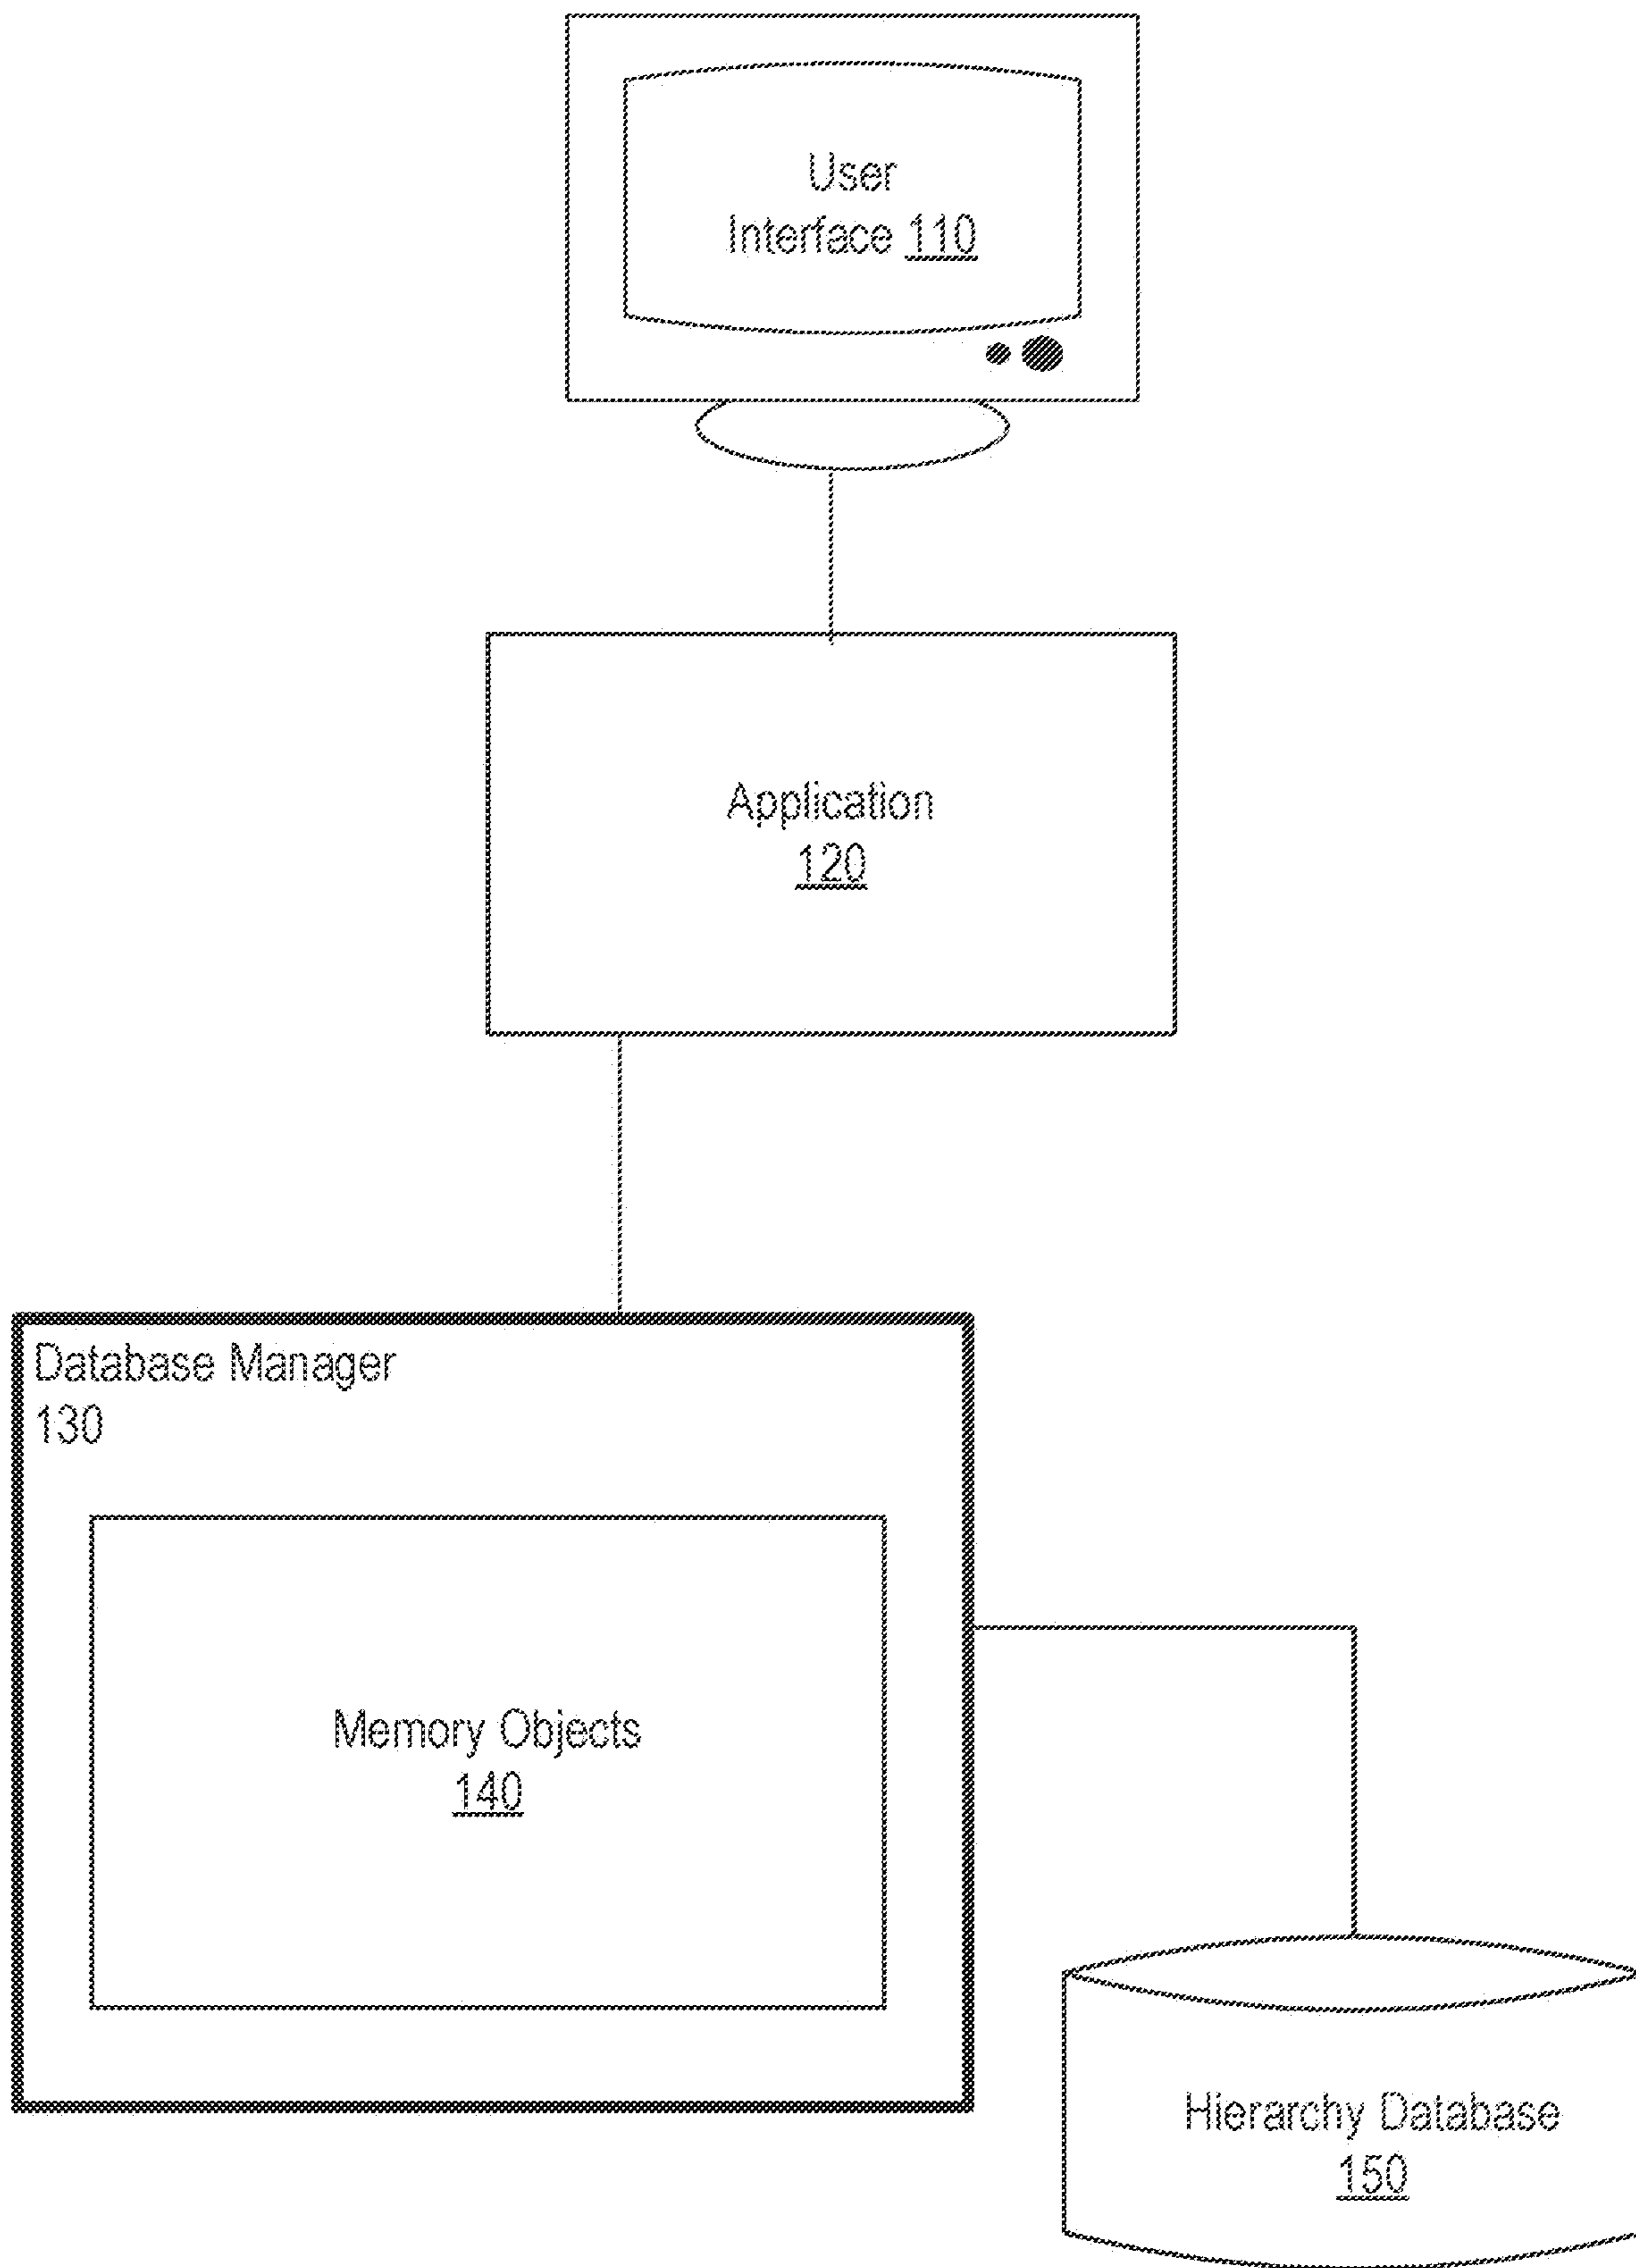 User
Interface 110
Application
120
Database Manager
130
Memory Objects
140
Hierarchy Database
150